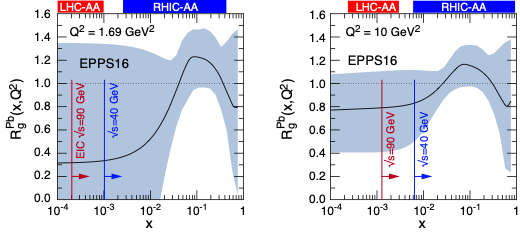 LHC-AA RHIC-AA
Q² = 1.69 GeV²
EPPS16
R_g^Pb(x,Q²)
EIC √s=90 GeV
√s=40 GeV
1.6
1.4
1.2
1.0
0.8
0.6
0.4
0.2
0.0
10⁻⁴ 10⁻³ 10⁻² 10⁻¹ 1
x
LHC-AA RHIC-AA
Q² = 10 GeV²
EPPS16
R_g^Pb(x,Q²)
√s=90 GeV
√s=40 GeV
1.6
1.4
1.2
1.0
0.8
0.6
0.4
0.2
0.0
10⁻⁴ 10⁻³ 10⁻² 10⁻¹ 1
x